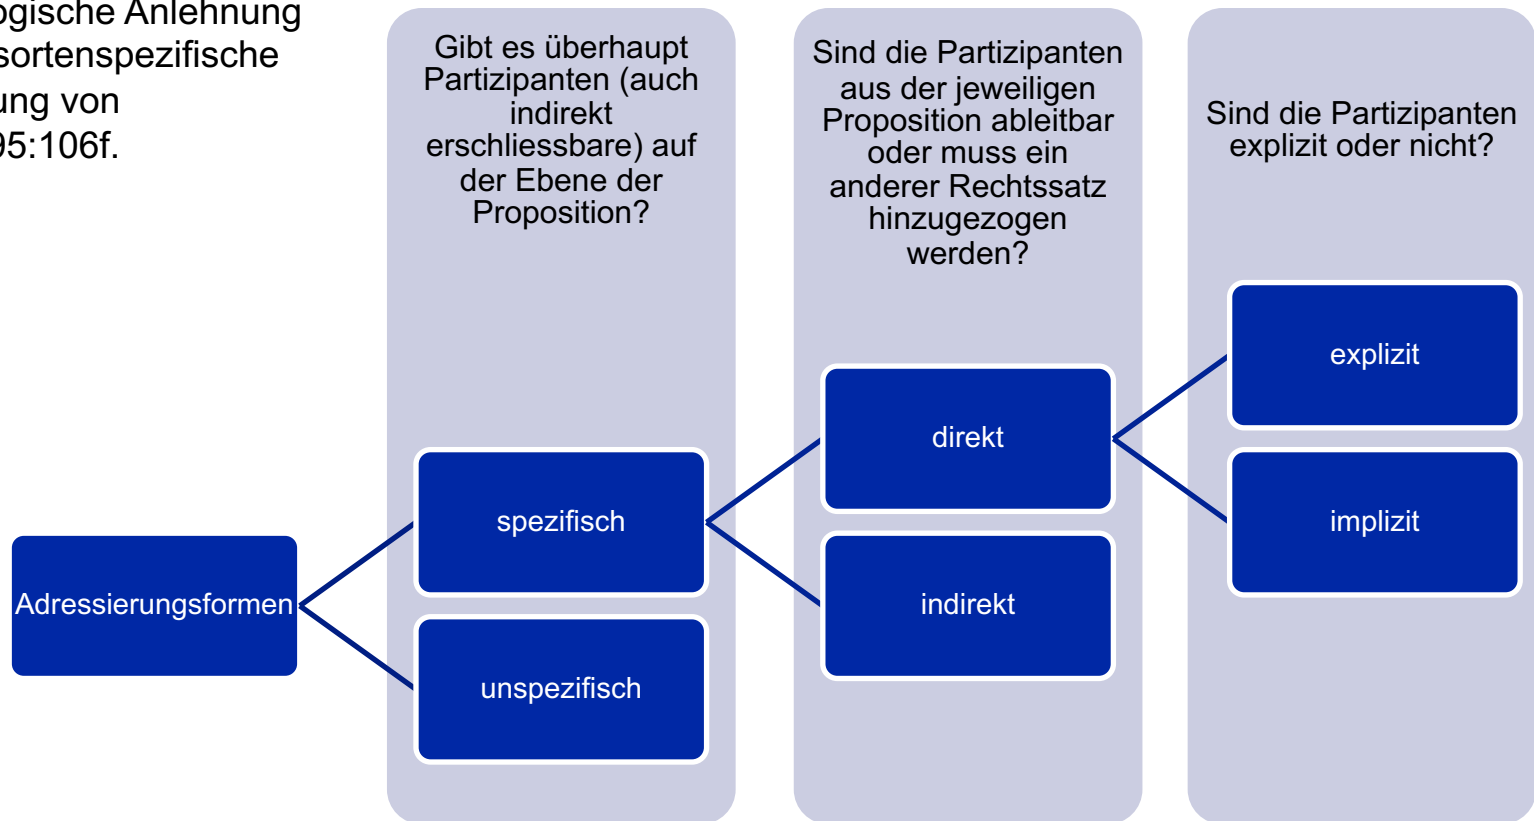 ogische Anlehnung
sortenspezifische
ung von
95:106f.
Gibt es überhaupt
Partizipanten (auch
indirekt
erschliessbare) auf
der Ebene der
Proposition?
Sind die Partizipanten
aus der jeweiligen
Proposition ableitbar
oder muss ein
anderer Rechtssatz
hinzugezogen
werden?
Sind die Partizipanten
explizit oder nicht?
Adressierungsformen
spezifisch
unspezifisch
direkt
indirekt
explizit
implizit